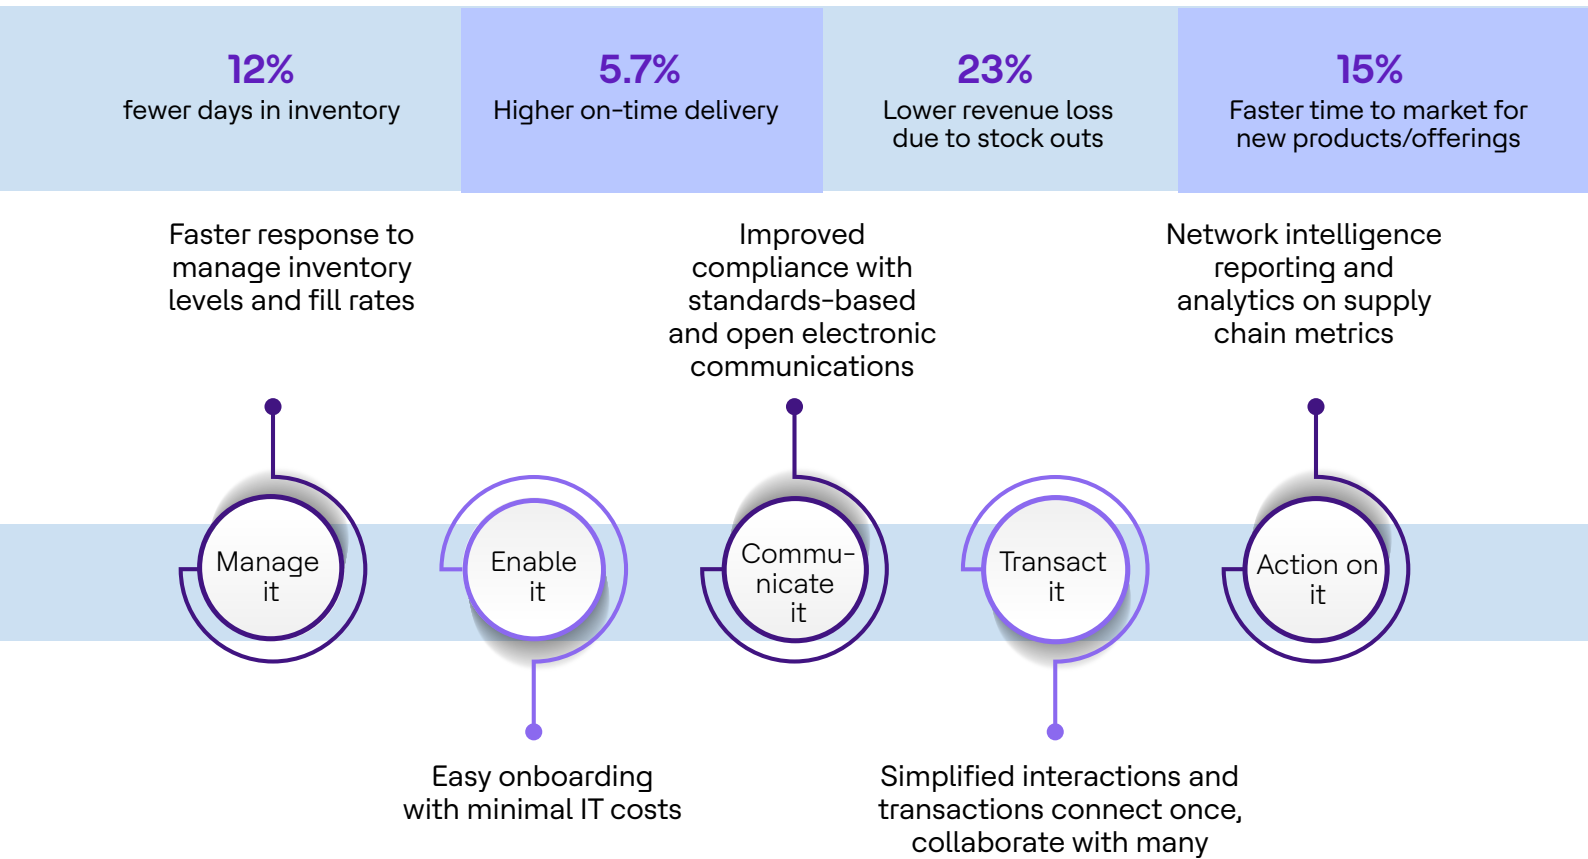 12%
fewer days in inventory
5.7%
Higher on-time delivery
23%
Lower revenue loss
due to stock outs
15%
Faster time to market for
new products/offerings
Faster response to
manage inventory
levels and fill rates
Improved
compliance with
standards-based
and open electronic
communications
Network intelligence
reporting and
analytics on supply
chain metrics
Manage
it
Enable
it
Commu-
nicate
it
Transact
it
Action on
it
Easy onboarding
with minimal IT costs
Simplified interactions and
transactions connect once,
collaborate with many